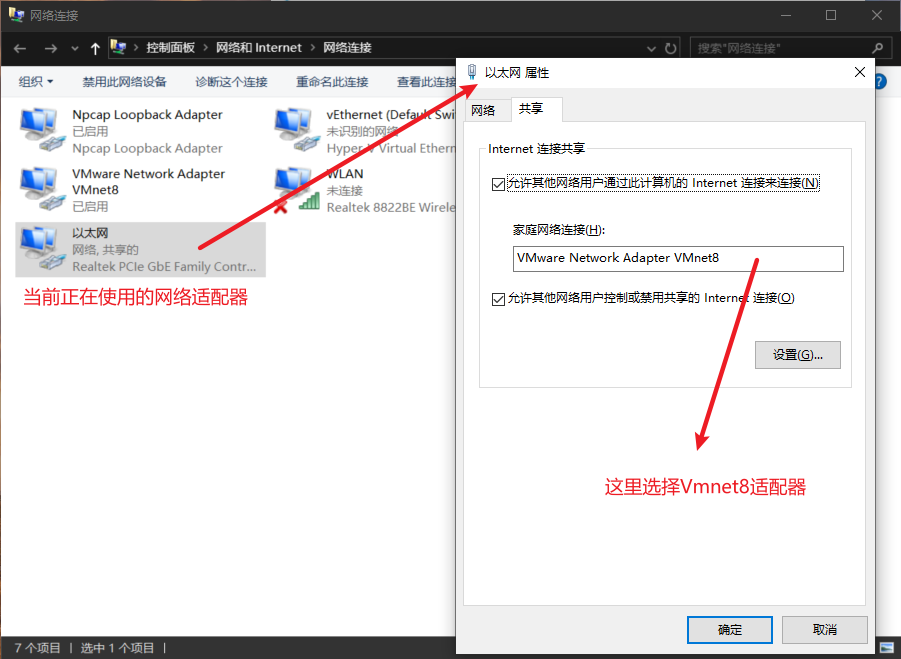 网络连接
控制面板 > 网络和 Internet > 网络连接
搜索"网络连接"
组织 禁用此网络设备 诊断这个连接 重命名此连接 查看此连接
Npcap Loopback Adapter
已启用
Npcap Loopback Adapter
vEthernet (Default Swi
未识别的网络
Hyper-V Virtual Ethern
VMware Network Adapter
VMnet8
已启用
WLAN
未连接
Realtek 8822BE Wirele
以太网
网络, 共享的
Realtek PCIe GbE Family Contr...
当前正在使用的网络适配器
以太网 属性
网络 共享
Internet 连接共享
允许其他网络用户通过此计算机的 Internet 连接来连接(N)
家庭网络连接(H):
VMware Network Adapter VMnet8
允许其他网络用户控制或禁用共享的 Internet 连接(O)
设置(G)...
这里选择Vmnet8适配器
确定 取消
7 个项目 | 选中 1 个项目 |
?